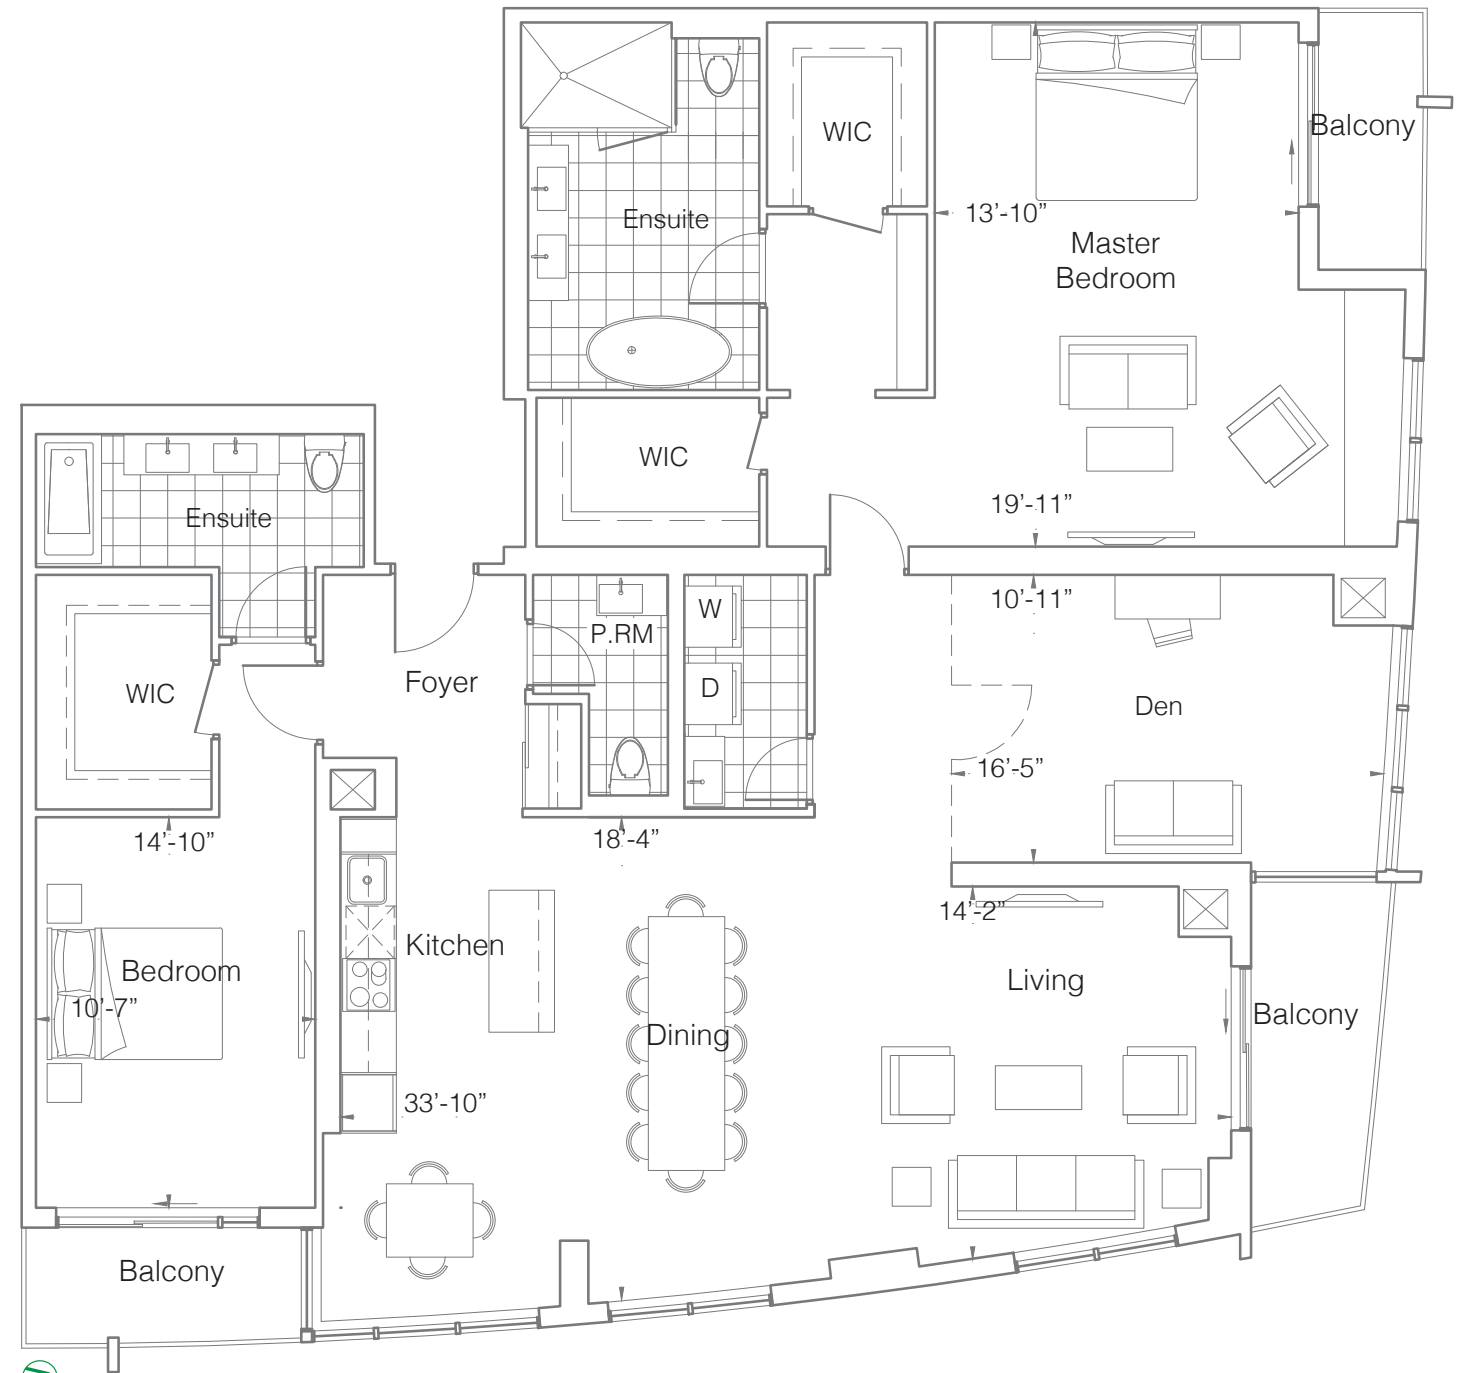 WIC
Balcony
Ensuite
13'-10”
Master
Bedroom
WIC
19'-11”
Ensuite
10'-11”
W
P.RM
Foyer
D
WIC
Den
16'-5”
14'-10”
18'-4”
14'-2”
Kitchen
Bedroom
Living
10'-7”
Balcony
Dining
33'-10”
Balcony